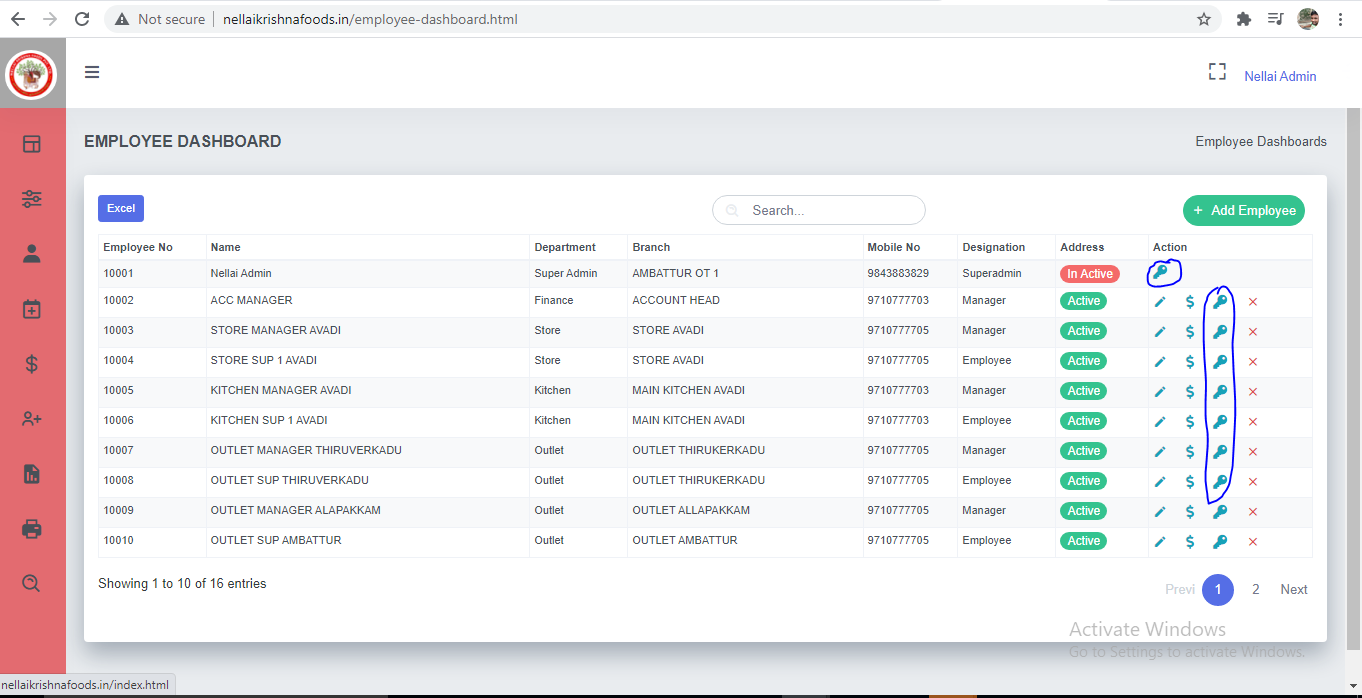 Not secure | nellaikrishnafoods.in/employee-dashboard.html
Nellai Admin
EMPLOYEE DASHBOARD
Employee Dashboards
Excel
Search...
+ Add Employee
Employee No Name Department Branch Mobile No Designation Address Action
10001 Nellai Admin Super Admin AMBATTUR OT 1 9843883829 Superadmin In Active
10002 ACC MANAGER Finance ACCOUNT HEAD 9710777703 Manager Active
10003 STORE MANAGER AVADI Store STORE AVADI 9710777705 Manager Active
10004 STORE SUP 1 AVADI Store STORE AVADI 9710777705 Employee Active
10005 KITCHEN MANAGER AVADI Kitchen MAIN KITCHEN AVADI 9710777703 Manager Active
10006 KITCHEN SUP 1 AVADI Kitchen MAIN KITCHEN AVADI 9710777703 Employee Active
10007 OUTLET MANAGER THIRUVERKADU Outlet OUTLET THIRUKERKADU 9710777705 Manager Active
10008 OUTLET SUP THIRUVERKADU Outlet OUTLET THIRUKERKADU 9710777705 Employee Active
10009 OUTLET MANAGER ALAPAKKAM Outlet OUTLET ALLAPAKKAM 9710777705 Manager Active
10010 OUTLET SUP AMBATTUR Outlet OUTLET AMBATTUR 9710777705 Employee Active
Showing 1 to 10 of 16 entries
Previ 1 2 Next
Activate Windows
Go to Settings to activate Windows.
nellaikrishnafoods.in/index.html